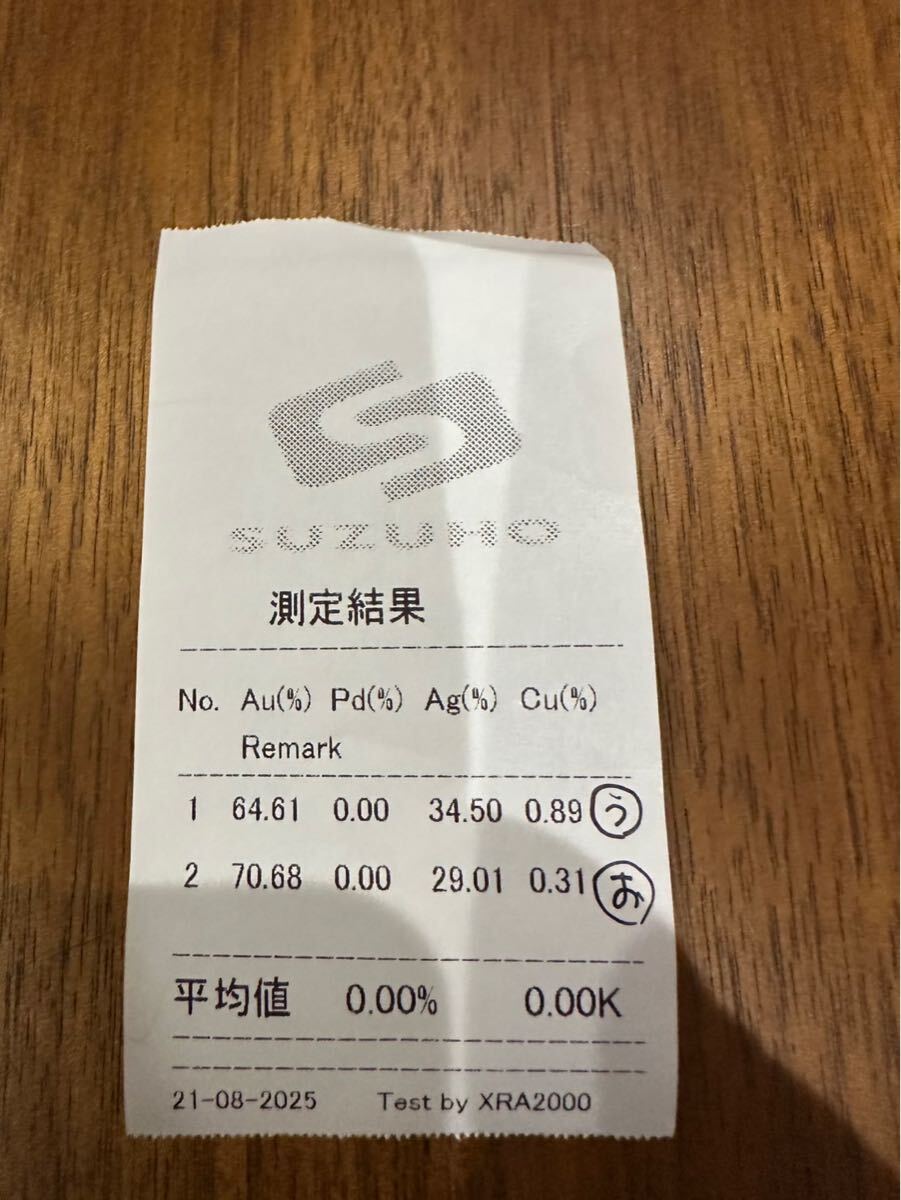 SUZUHO
測定結果
No. Au(%) Pd(%) Ag(%) Cu(%)
Remark
1 64.61 0.00 34.50 0.89 う
2 70.68 0.00 29.01 0.31 お
平均値 0.00% 0.00K
21-08-2025 Test by XRA2000